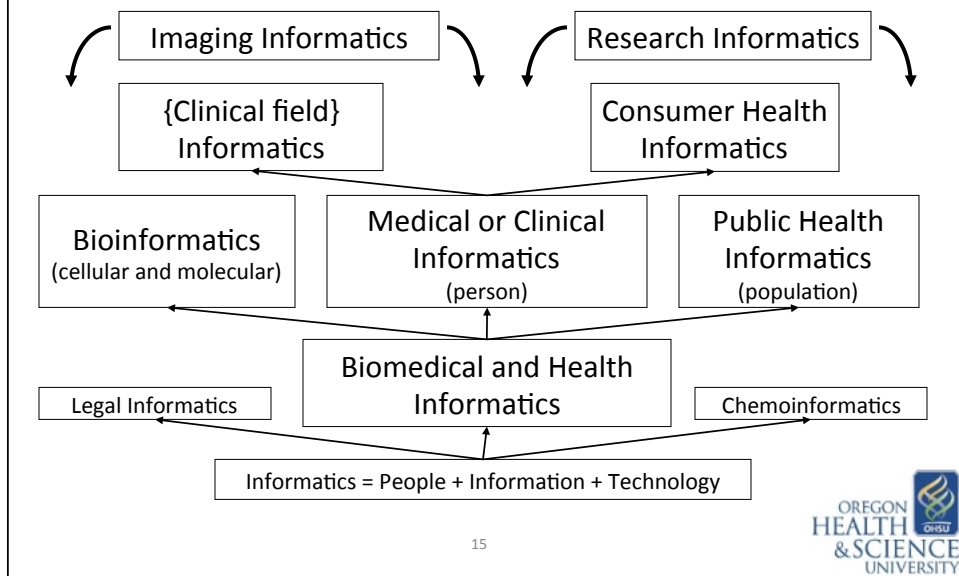 Imaging Informatics
Research Informatics
{Clinical field}
Informatics
Consumer Health
Informatics
Bioinformatics
(cellular and molecular)
Medical or Clinical
Informatics
(person)
Public Health
Informatics
(population)
Biomedical and Health
Informatics
Legal Informatics
Chemoinformatics
Informatics = People + Information + Technology
15
OREGON
HEALTH
OHSU
&SCIENCE
UNIVERSITY